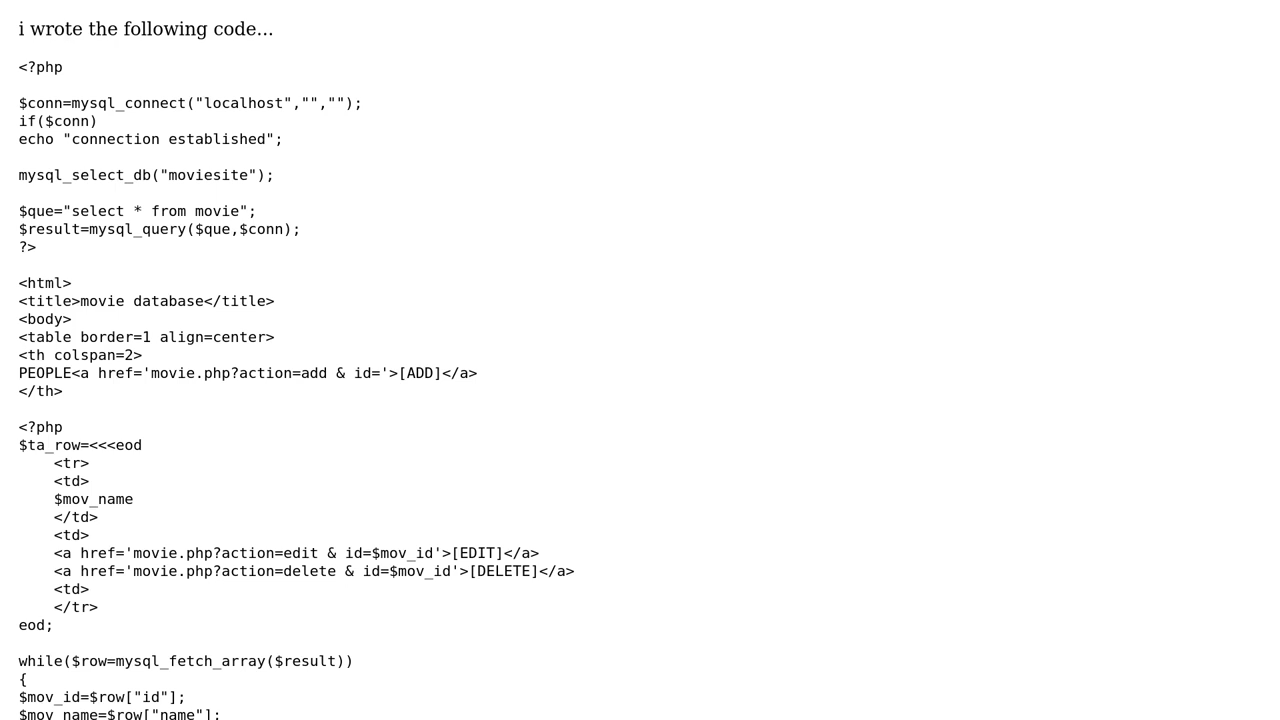 i wrote the following code...
<?php
$conn=mysql_connect("localhost","","");
if($conn)
echo "connection established";
mysql_select_db("moviesite");
$que="select * from movie";
$result=mysql_query($que,$conn);
?>
<html>
<title>movie database</title>
<body>
<table border=1 align=center>
<th colspan=2>
PEOPLE<a href='movie.php?action=add & id='>[ADD]</a>
</th>
<?php
$ta_row=<<<eod
    <tr>
    <td>
    $mov_name
    </td>
    <td>
    <a href='movie.php?action=edit & id=$mov_id'>[EDIT]</a>
    <a href='movie.php?action=delete & id=$mov_id'>[DELETE]</a>
    <td>
    </tr>
eod;
while($row=mysql_fetch_array($result))
{
$mov_id=$row["id"];
$mov_name=$row["name"];